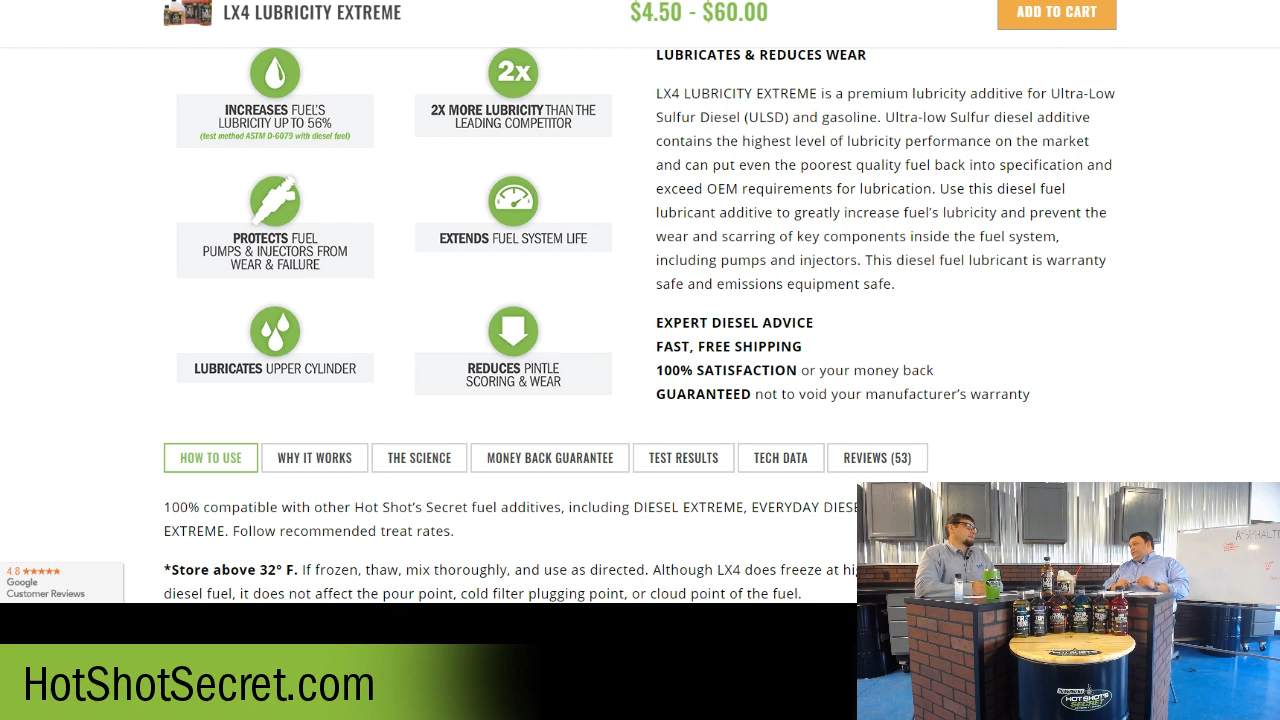 LX4 LUBRICITY EXTREME
$4.50 - $60.00
ADD TO CART
INCREASES FUEL'S
LUBRICITY UP TO 56%
(test method ASTM D-6079 with diesel fuel)
2x
2X MORE LUBRICITY THAN THE
LEADING COMPETITOR
PROTECTS FUEL
PUMPS & INJECTORS FROM
WEAR & FAILURE
EXTENDS FUEL SYSTEM LIFE
LUBRICATES UPPER CYLINDER
REDUCES PINTLE
SCORING & WEAR
LUBRICATES & REDUCES WEAR
LX4 LUBRICITY EXTREME is a premium lubricity additive for Ultra-Low
Sulfur Diesel (ULSD) and gasoline. Ultra-low Sulfur diesel additive
contains the highest level of lubricity performance on the market
and can put even the poorest quality fuel back into specification and
exceed OEM requirements for lubrication. Use this diesel fuel
lubricant additive to greatly increase fuel's lubricity and prevent the
wear and scarring of key components inside the fuel system,
including pumps and injectors. This diesel fuel lubricant is warranty
safe and emissions equipment safe.
EXPERT DIESEL ADVICE
FAST, FREE SHIPPING
100% SATISFACTION or your money back
GUARANTEED not to void your manufacturer's warranty
HOW TO USE
WHY IT WORKS
THE SCIENCE
MONEY BACK GUARANTEE
TEST RESULTS
TECH DATA
REVIEWS (53)
100% compatible with other Hot Shot's Secret fuel additives, including DIESEL EXTREME, EVERYDAY DIESE
EXTREME. Follow recommended treat rates.
*Store above 32° F. If frozen, thaw, mix thoroughly, and use as directed. Although LX4 does freeze at hi
diesel fuel, it does not affect the pour point, cold filter plugging point, or cloud point of the fuel.
4.8
Google
Customer Reviews
HOT SHOT'S
SECRET
HotShotSecret.com